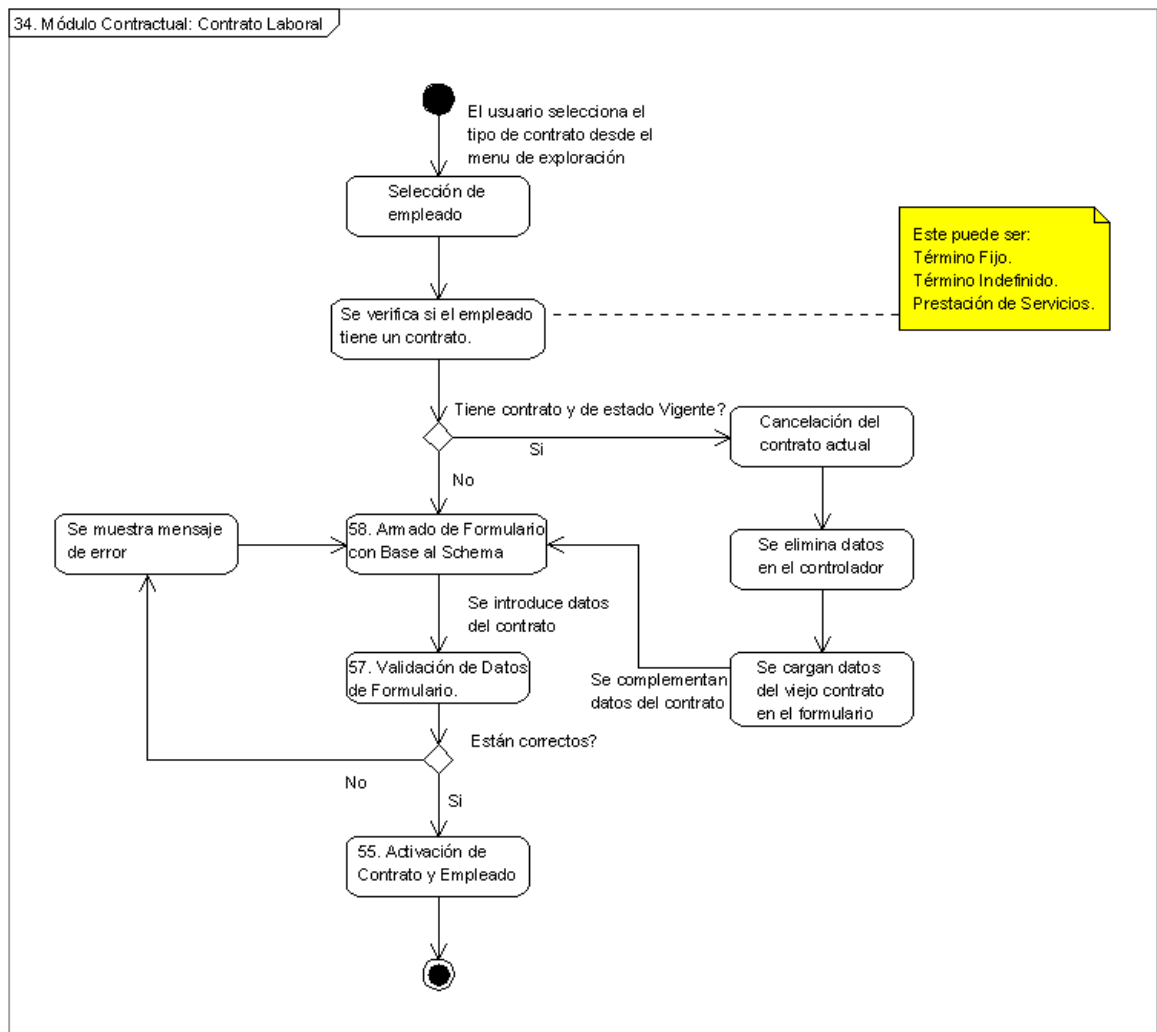 34. Módulo Contractual: Contrato Laboral
El usuario selecciona el
tipo de contrato desde el
menu de exploración
Selección de
empleado
Este puede ser:
Término Fijo.
Término Indefinido.
Prestación de Servicios.
Se verifica si el empleado
tiene un contrato.
Tiene contrato y de estado Vigente?
Si
No
Cancelación del
contrato actual
Se muestra mensaje
de error
58. Armado de Formulario
con Base al Schema
Se elimina datos
en el controlador
Se introduce datos
del contrato
57. Validación de Datos
de Formulario.
Se complementan
datos del contrato
Se cargan datos
del viejo contrato
en el formulario
Están correctos?
No
Si
55. Activación de
Contrato y Empleado